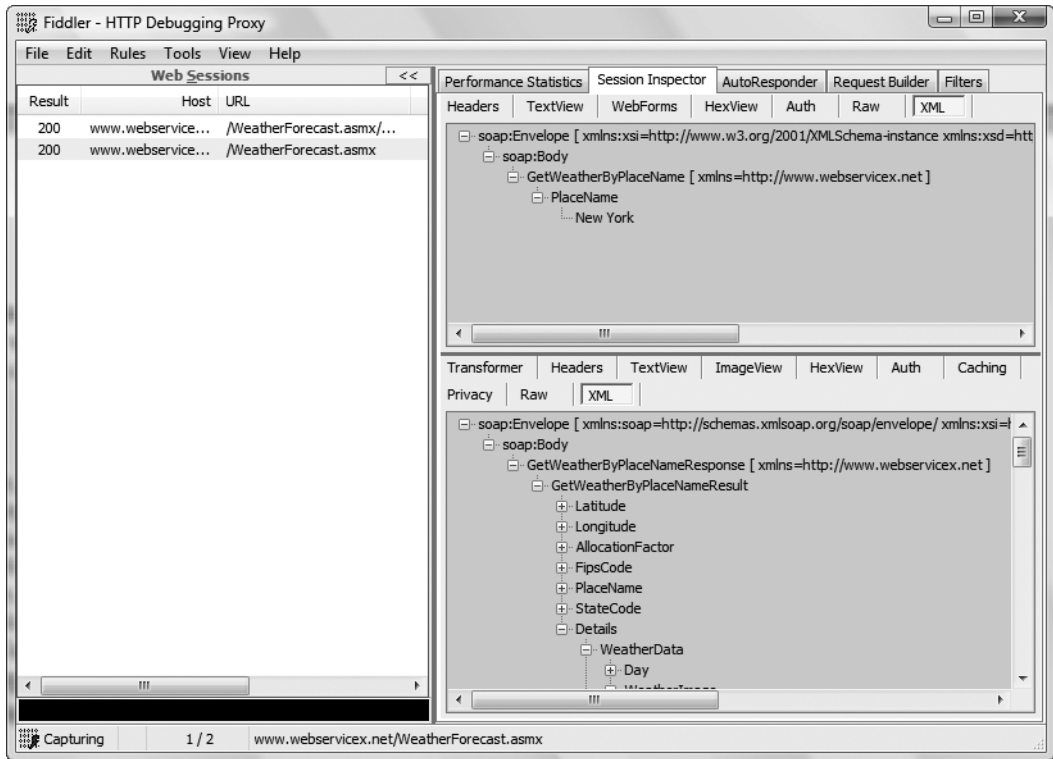 Fiddler - HTTP Debugging Proxy
File Edit Rules Tools View Help
Web Sessions <<
Result Host URL
200 www.webservice... /WeatherForecast.asmx/...
200 www.webservice... /WeatherForecast.asmx
Performance Statistics Session Inspector AutoResponder Request Builder Filters
Headers TextView WebForms HexView Auth Raw XML
soap:Envelope [ xmlns:xsi=http://www.w3.org/2001/XMLSchema-instance xmlns:xsd=htt
soap:Body
GetWeatherByPlaceName [ xmlns=http://www.webservicex.net ]
PlaceName
New York
Transformer Headers TextView ImageView HexView Auth Caching
Privacy Raw XML
soap:Envelope [ xmlns:soap=http://schemas.xmlsoap.org/soap/envelope/ xmlns:xsi=h
soap:Body
GetWeatherByPlaceNameResponse [ xmlns=http://www.webservicex.net ]
GetWeatherByPlaceNameResult
Latitude
Longitude
AllocationFactor
FipsCode
PlaceName
StateCode
Details
WeatherData
Day
WeatherImage
Capturing 1 / 2 www.webservicex.net/WeatherForecast.asmx